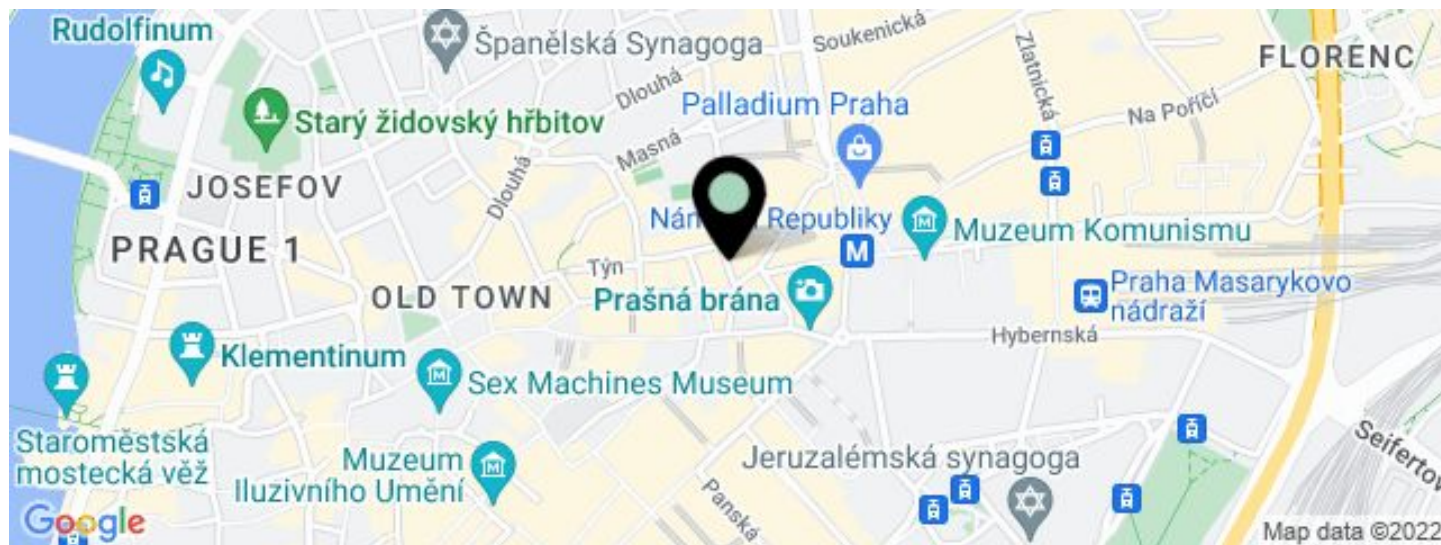 Rudolfinum
Španělská Synagoga
Soukenická
Zlatnická
FLORENC
Dlouhá
Palladium Praha
Na Poříčí
Starý židovský hřbitov
Masná
Dlouhá
JOSEFOV
Republiky
Muzeum Komunismu
M
PRAGUE 1
Týn
OLD TOWN
Prašná brána
Praha Masarykovo
nádraží
Hybernská
Klementinum
Sex Machines Museum
Staroměstská
mostecká věž
Muzeum
Iluzivního Umění
Jeruzalémská synagoga
Panská
Seifertov
Google
Map data ©2022